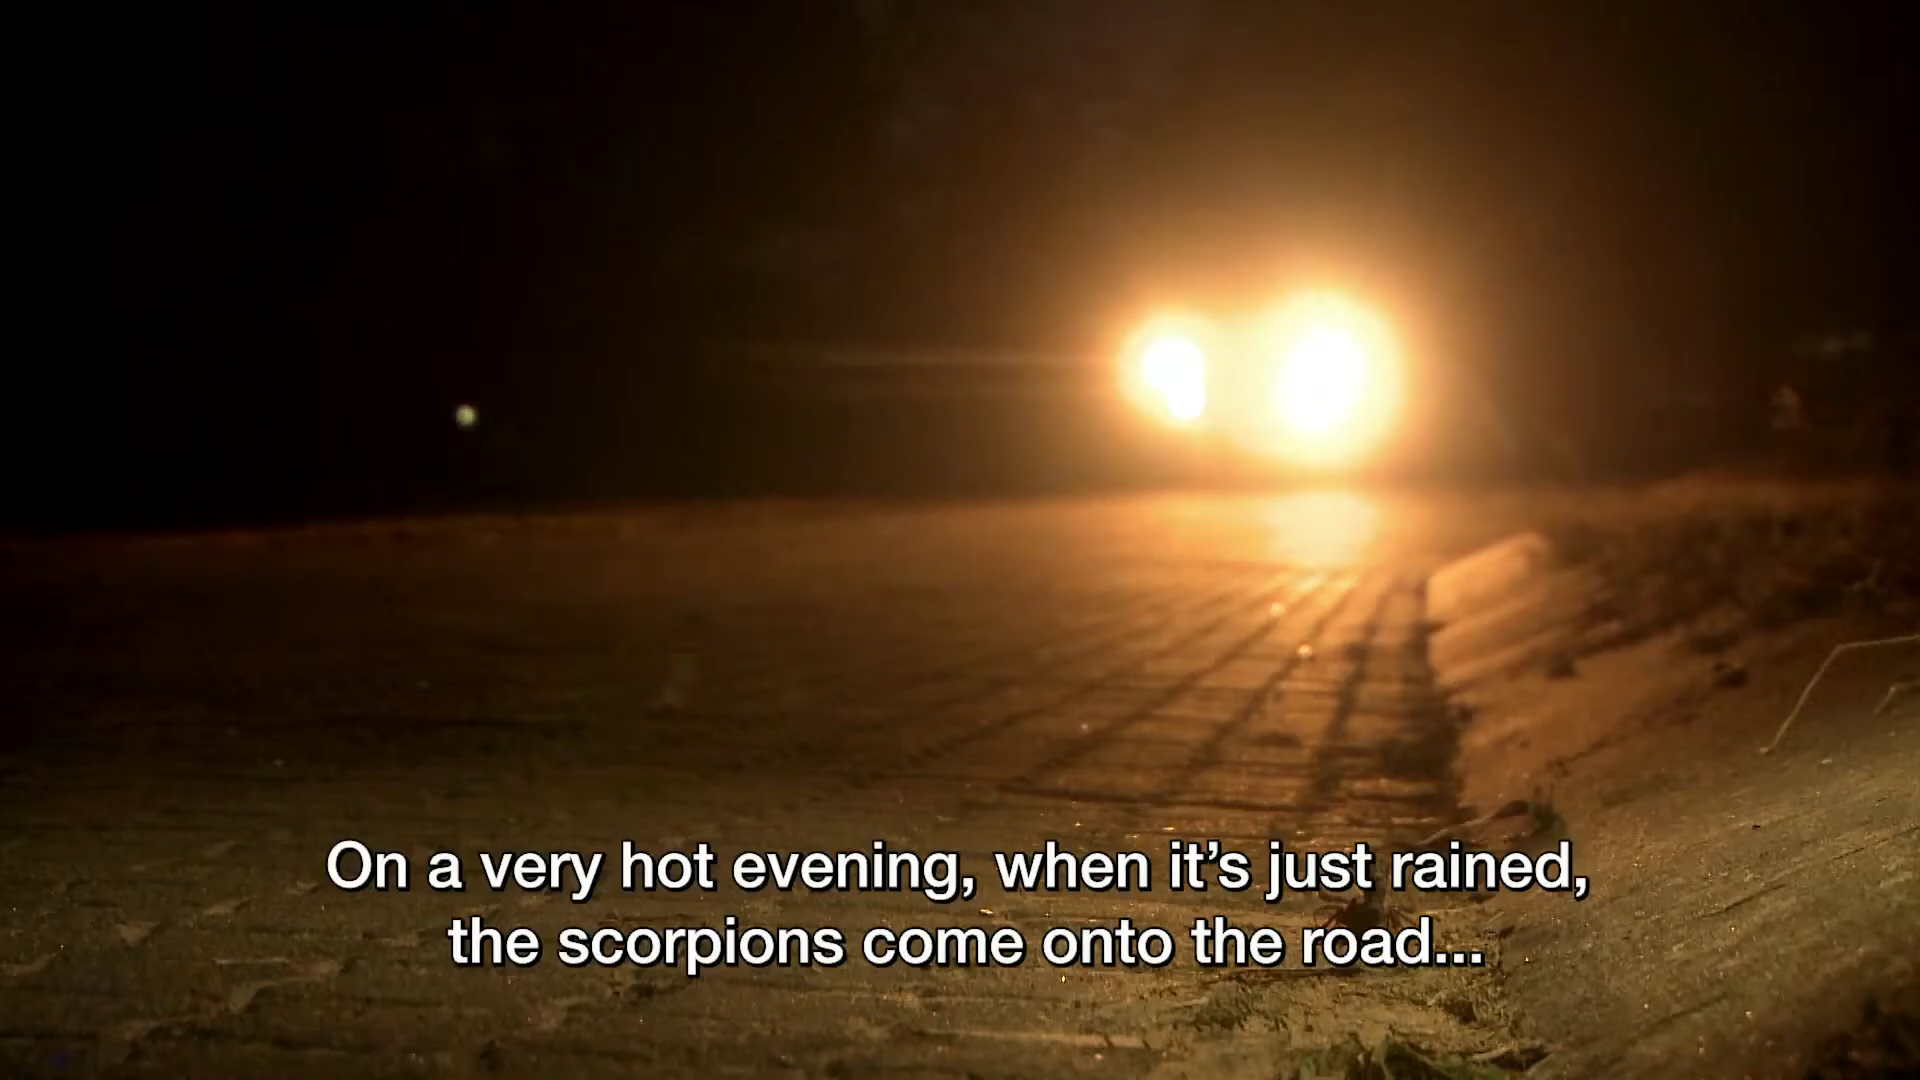 On a very hot evening, when it’s just rained,
the scorpions come onto the road...